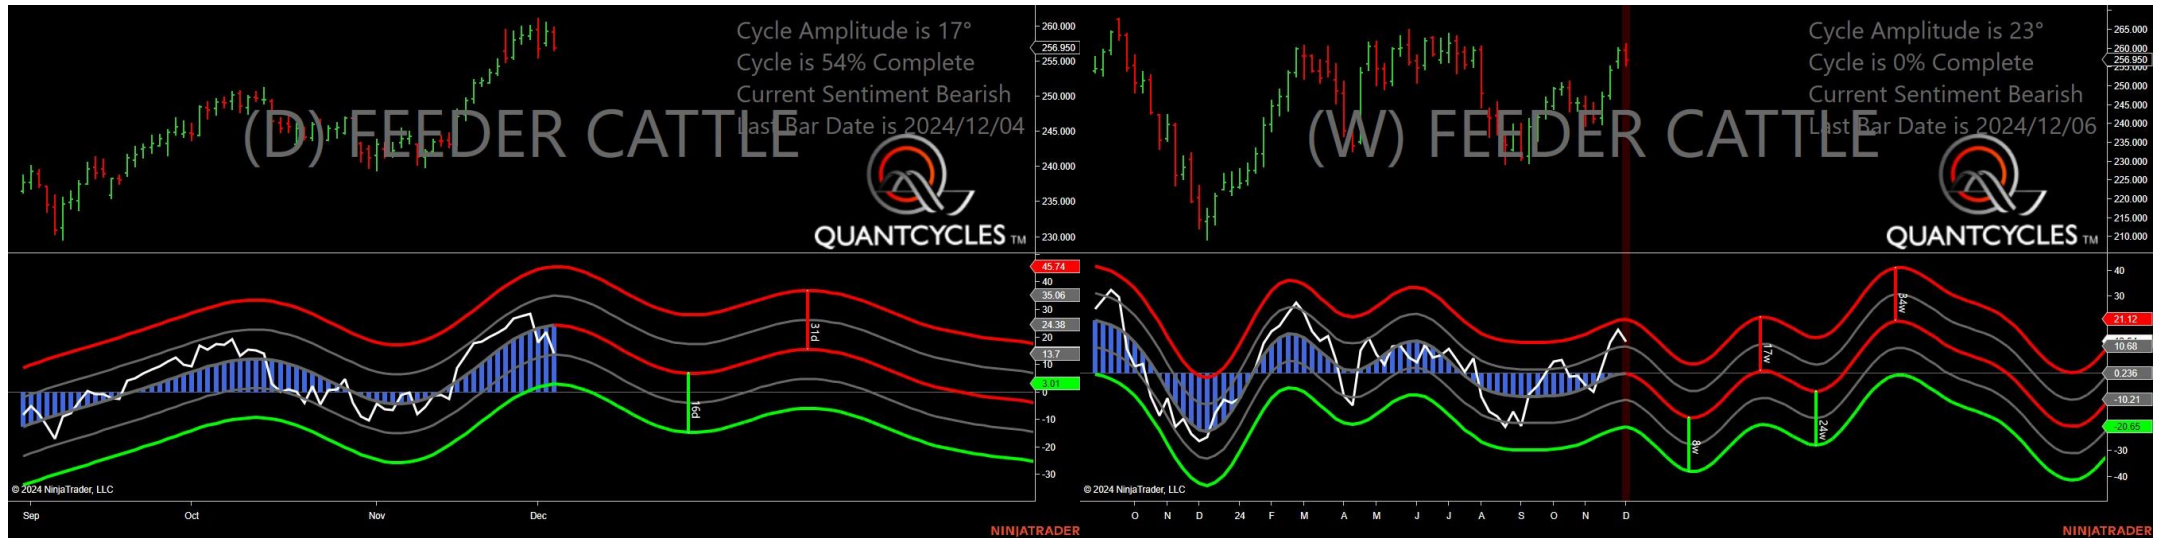 Cycle Amplitude is 17°
Cycle is 54% Complete
Current Sentiment Bearish
Last Bar Date is 2024/12/04
(D) FEEDER CATTLE
QUANTCYCLES TM
260.000
256.950
255.000
250.000
245.000
240.000
235.000
230.000
45.74
40
35.06
30
24.38
20
13.7
10
3.01
0
-10
-20
-30
31d
16d
© 2024 NinjaTrader, LLC
Sep Oct Nov Dec
NINJATRADER
Cycle Amplitude is 23°
Cycle is 0% Complete
Current Sentiment Bearish
Last Bar Date is 2024/12/06
(W) FEEDER CATTLE
QUANTCYCLES TM
265.000
260.000
256.950
255.000
250.000
245.000
240.000
235.000
230.000
225.000
220.000
215.000
210.000
40
30
21.12
10.68
0.236
-10.21
-20.65
-30
-40
8w
17w
24w
34w
© 2024 NinjaTrader, LLC
O N D 24 F M A M J J A S O N D
NINJATRADER